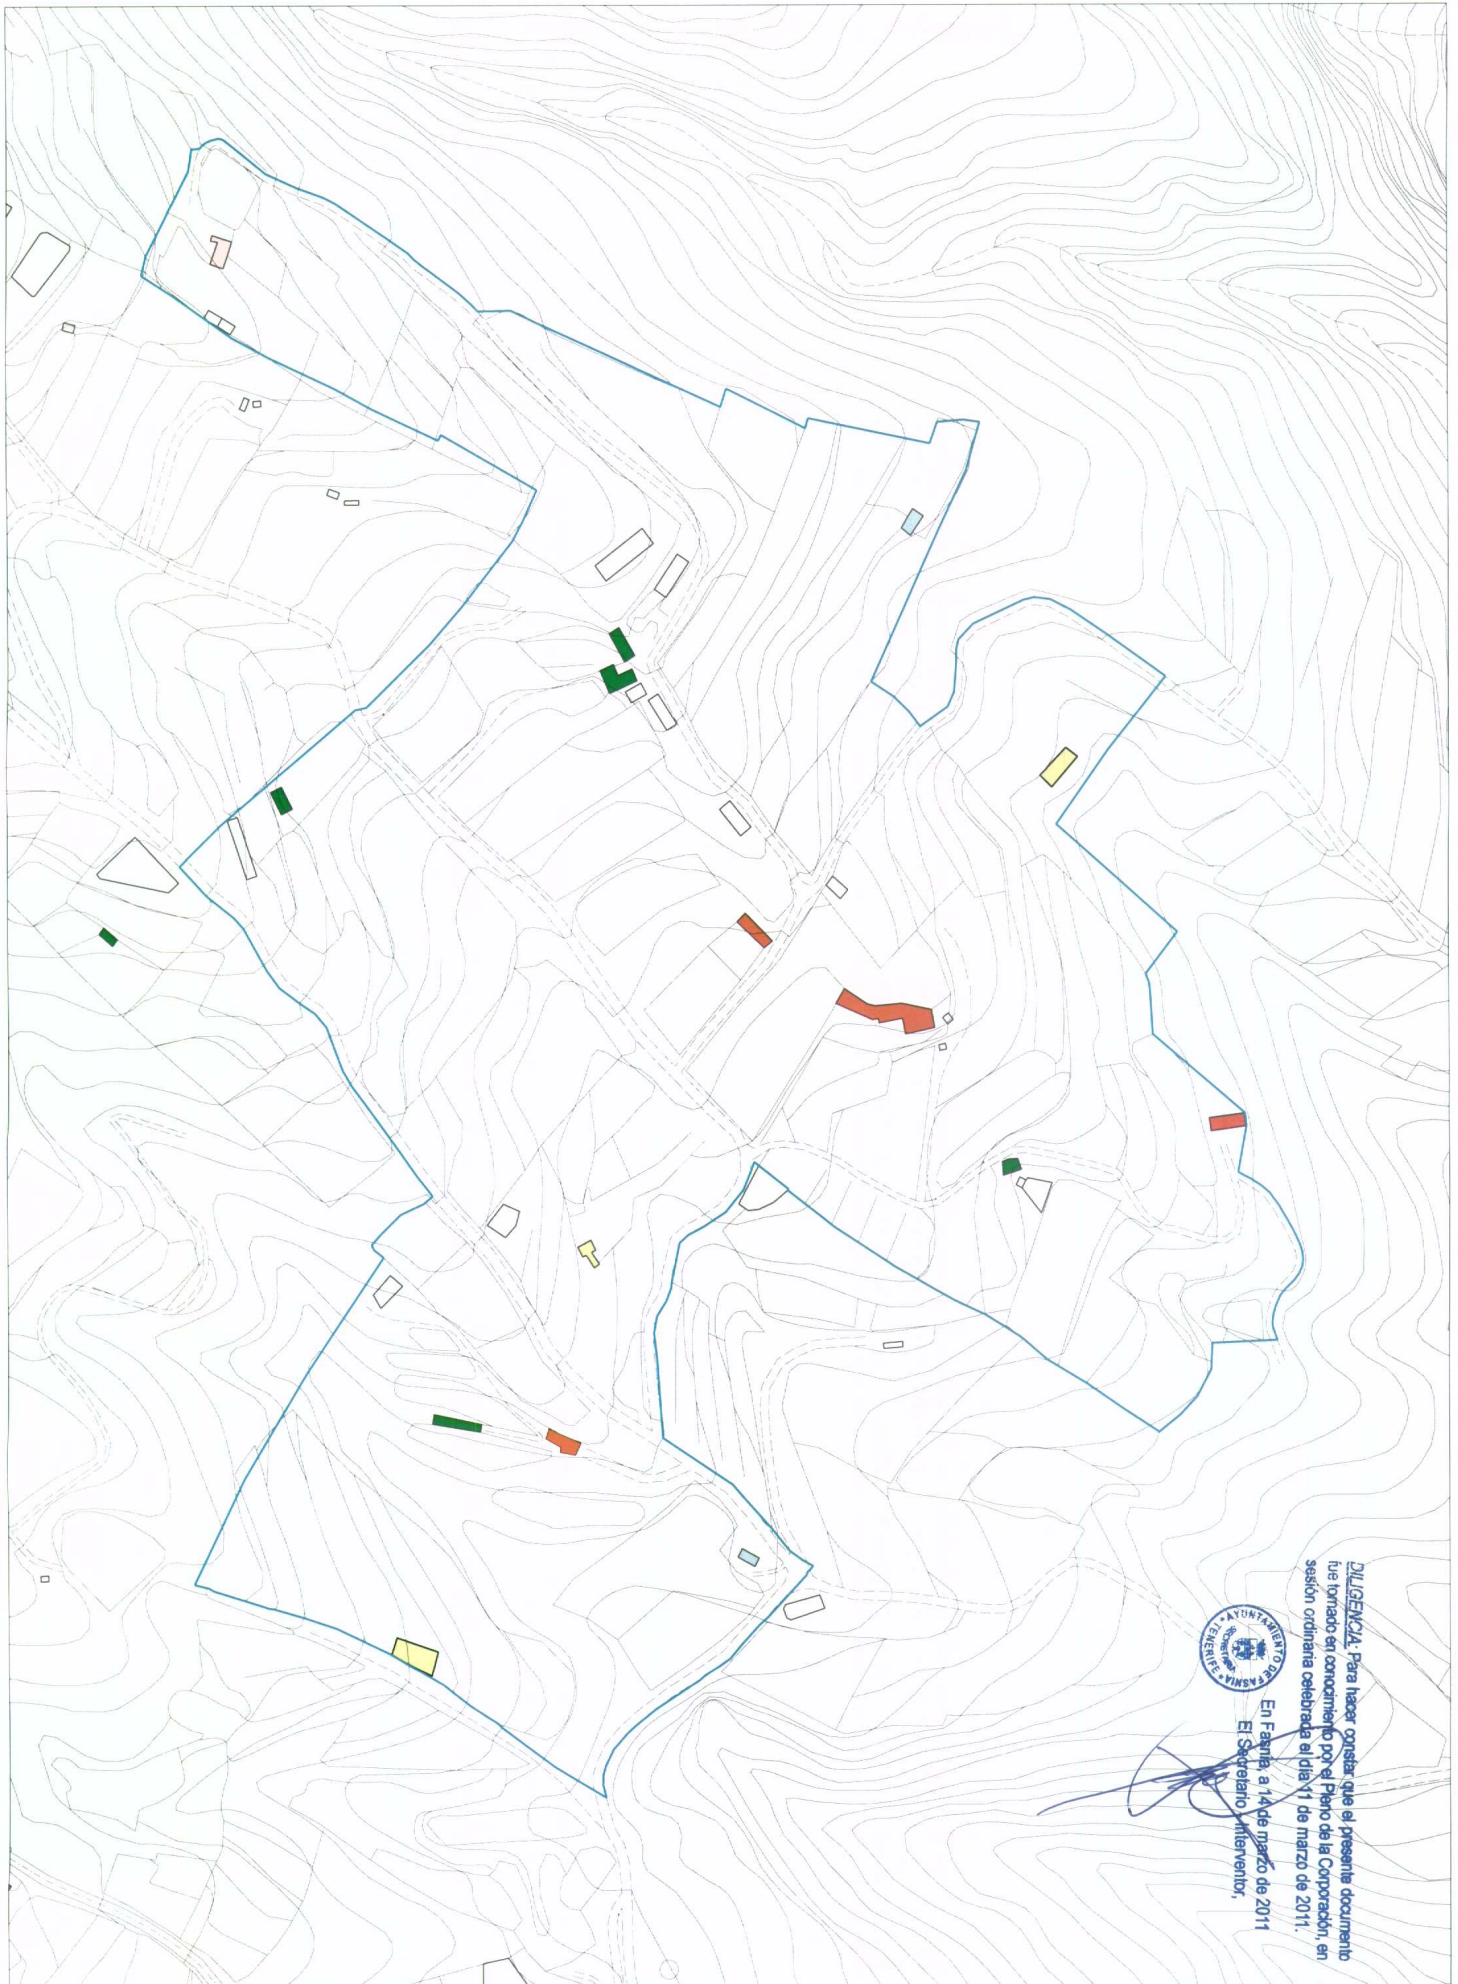 DILIGENCIA: Para hacer constar que el presente documento
fue tomado en conocimiento por el Pleno de la Corporación, en
sesión ordinaria celebrada el día 11 de marzo de 2011.
En Fasnia, a 14 de marzo de 2011
El Secretario Interventor,
AYUNTAMIENTO DE FASNIA
TENERIFE